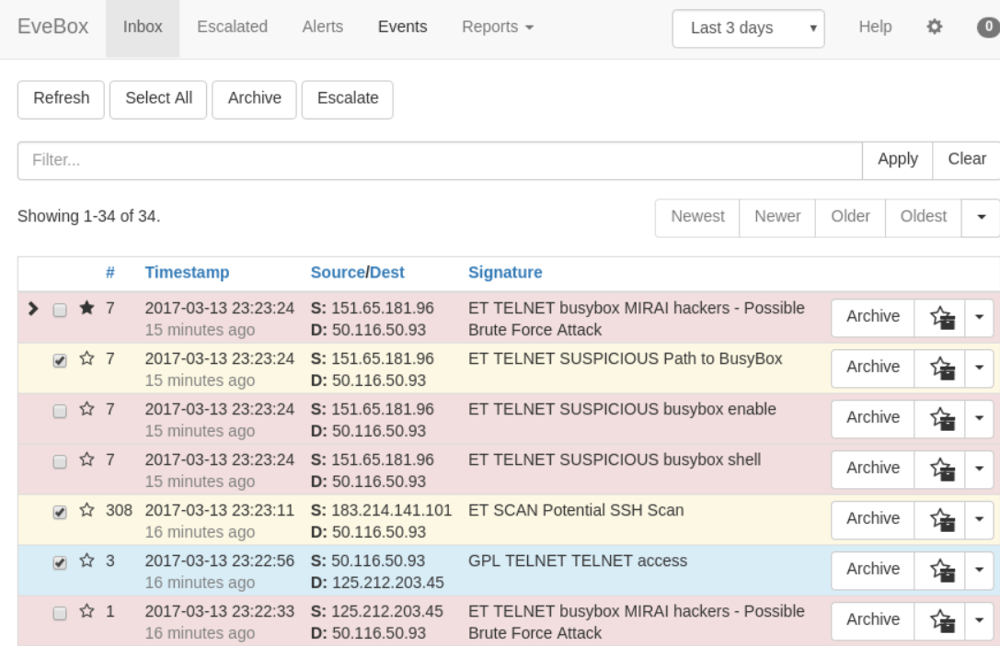 EveBox Inbox Escalated Alerts Events Reports Last 3 days Help 0
Refresh Select All Archive Escalate
Filter... Apply Clear
Showing 1-34 of 34. Newest Newer Older Oldest
# Timestamp Source/Dest Signature
7 2017-03-13 23:23:24 S: 151.65.181.96 ET TELNET busybox MIRAI hackers - Possible Archive
15 minutes ago D: 50.116.50.93 Brute Force Attack
7 2017-03-13 23:23:24 S: 151.65.181.96 ET TELNET SUSPICIOUS Path to BusyBox Archive
15 minutes ago D: 50.116.50.93
7 2017-03-13 23:23:24 S: 151.65.181.96 ET TELNET SUSPICIOUS busybox enable Archive
15 minutes ago D: 50.116.50.93
7 2017-03-13 23:23:24 S: 151.65.181.96 ET TELNET SUSPICIOUS busybox shell Archive
15 minutes ago D: 50.116.50.93
308 2017-03-13 23:23:11 S: 183.214.141.101 ET SCAN Potential SSH Scan Archive
16 minutes ago D: 50.116.50.93
3 2017-03-13 23:22:56 S: 50.116.50.93 GPL TELNET TELNET access Archive
16 minutes ago D: 125.212.203.45
1 2017-03-13 23:22:33 S: 125.212.203.45 ET TELNET busybox MIRAI hackers - Possible Archive
16 minutes ago D: 50.116.50.93 Brute Force Attack